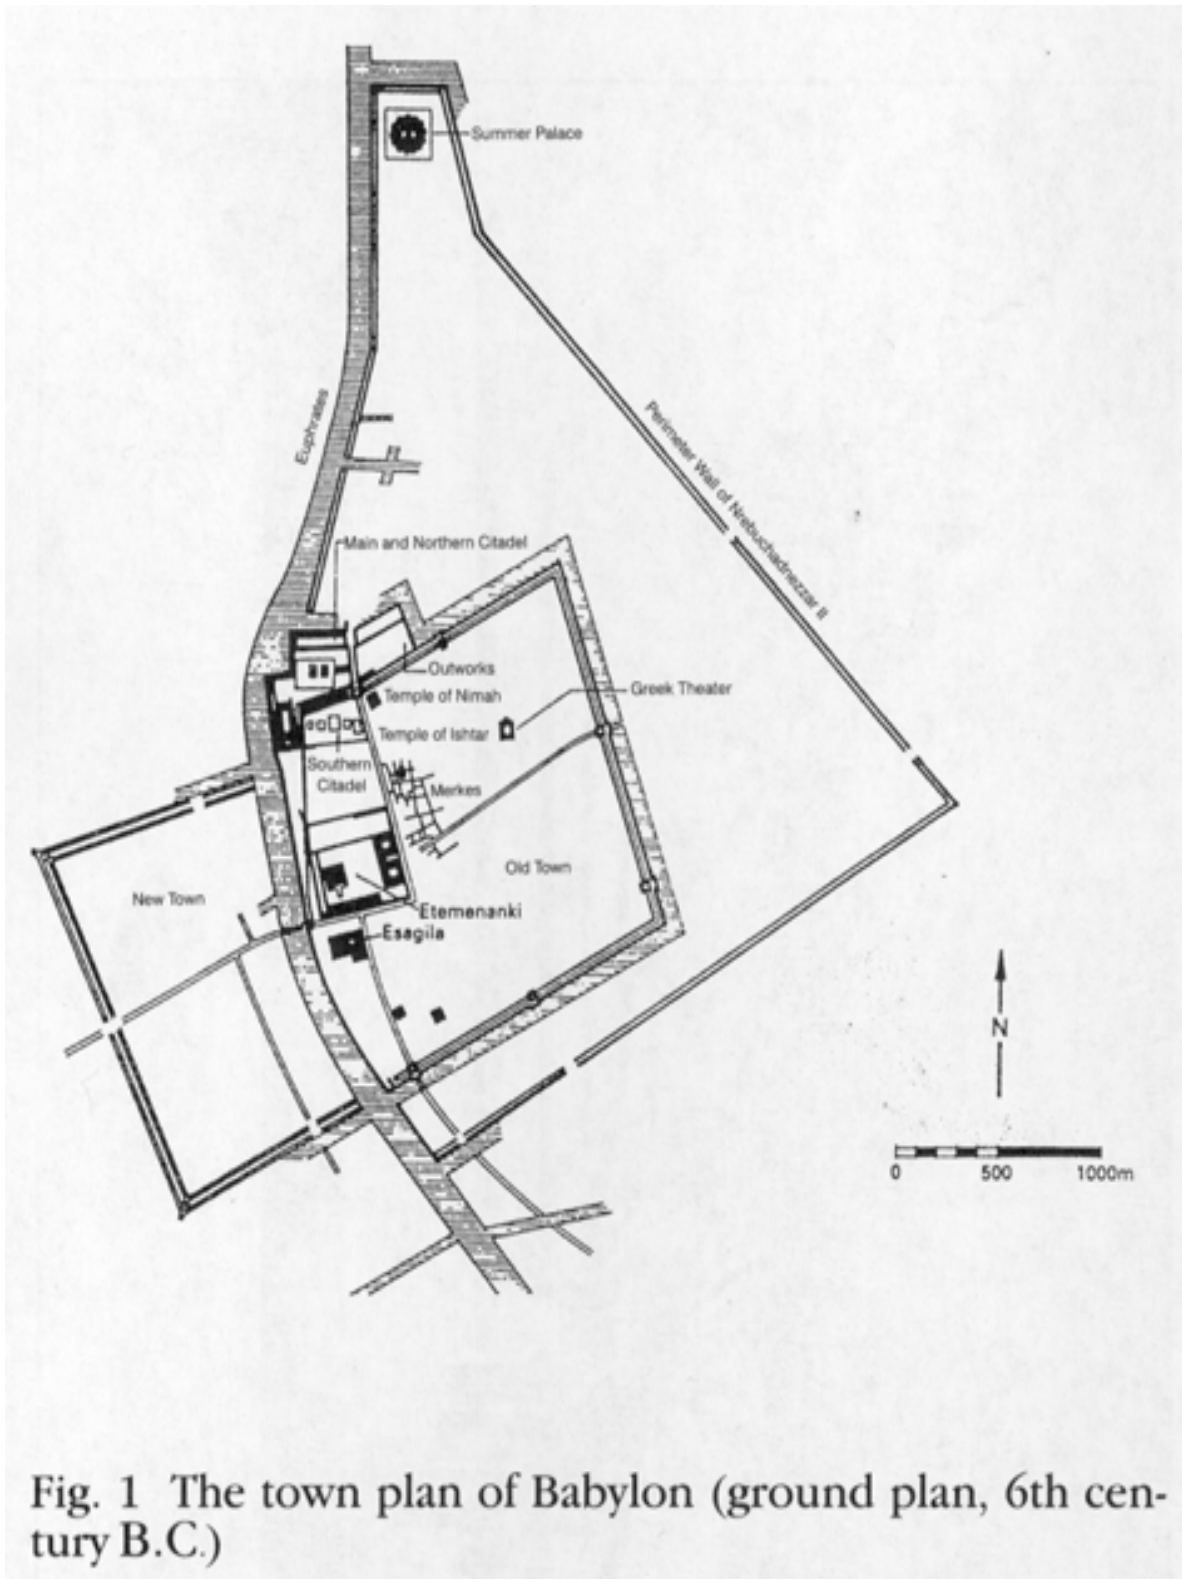 Summer Palace
Euphrates
Perimeter Wall of Nrebuchadnezzar II
Main and Northern Citadel
Outworks
Temple of Nimah
Greek Theater
Temple of Ishtar
Southern
Citadel
Merkes
Old Town
New Town
Etemenanki
Esagila
N
0 500 1000m
Fig. 1 The town plan of Babylon (ground plan, 6th cen-
tury B.C.)